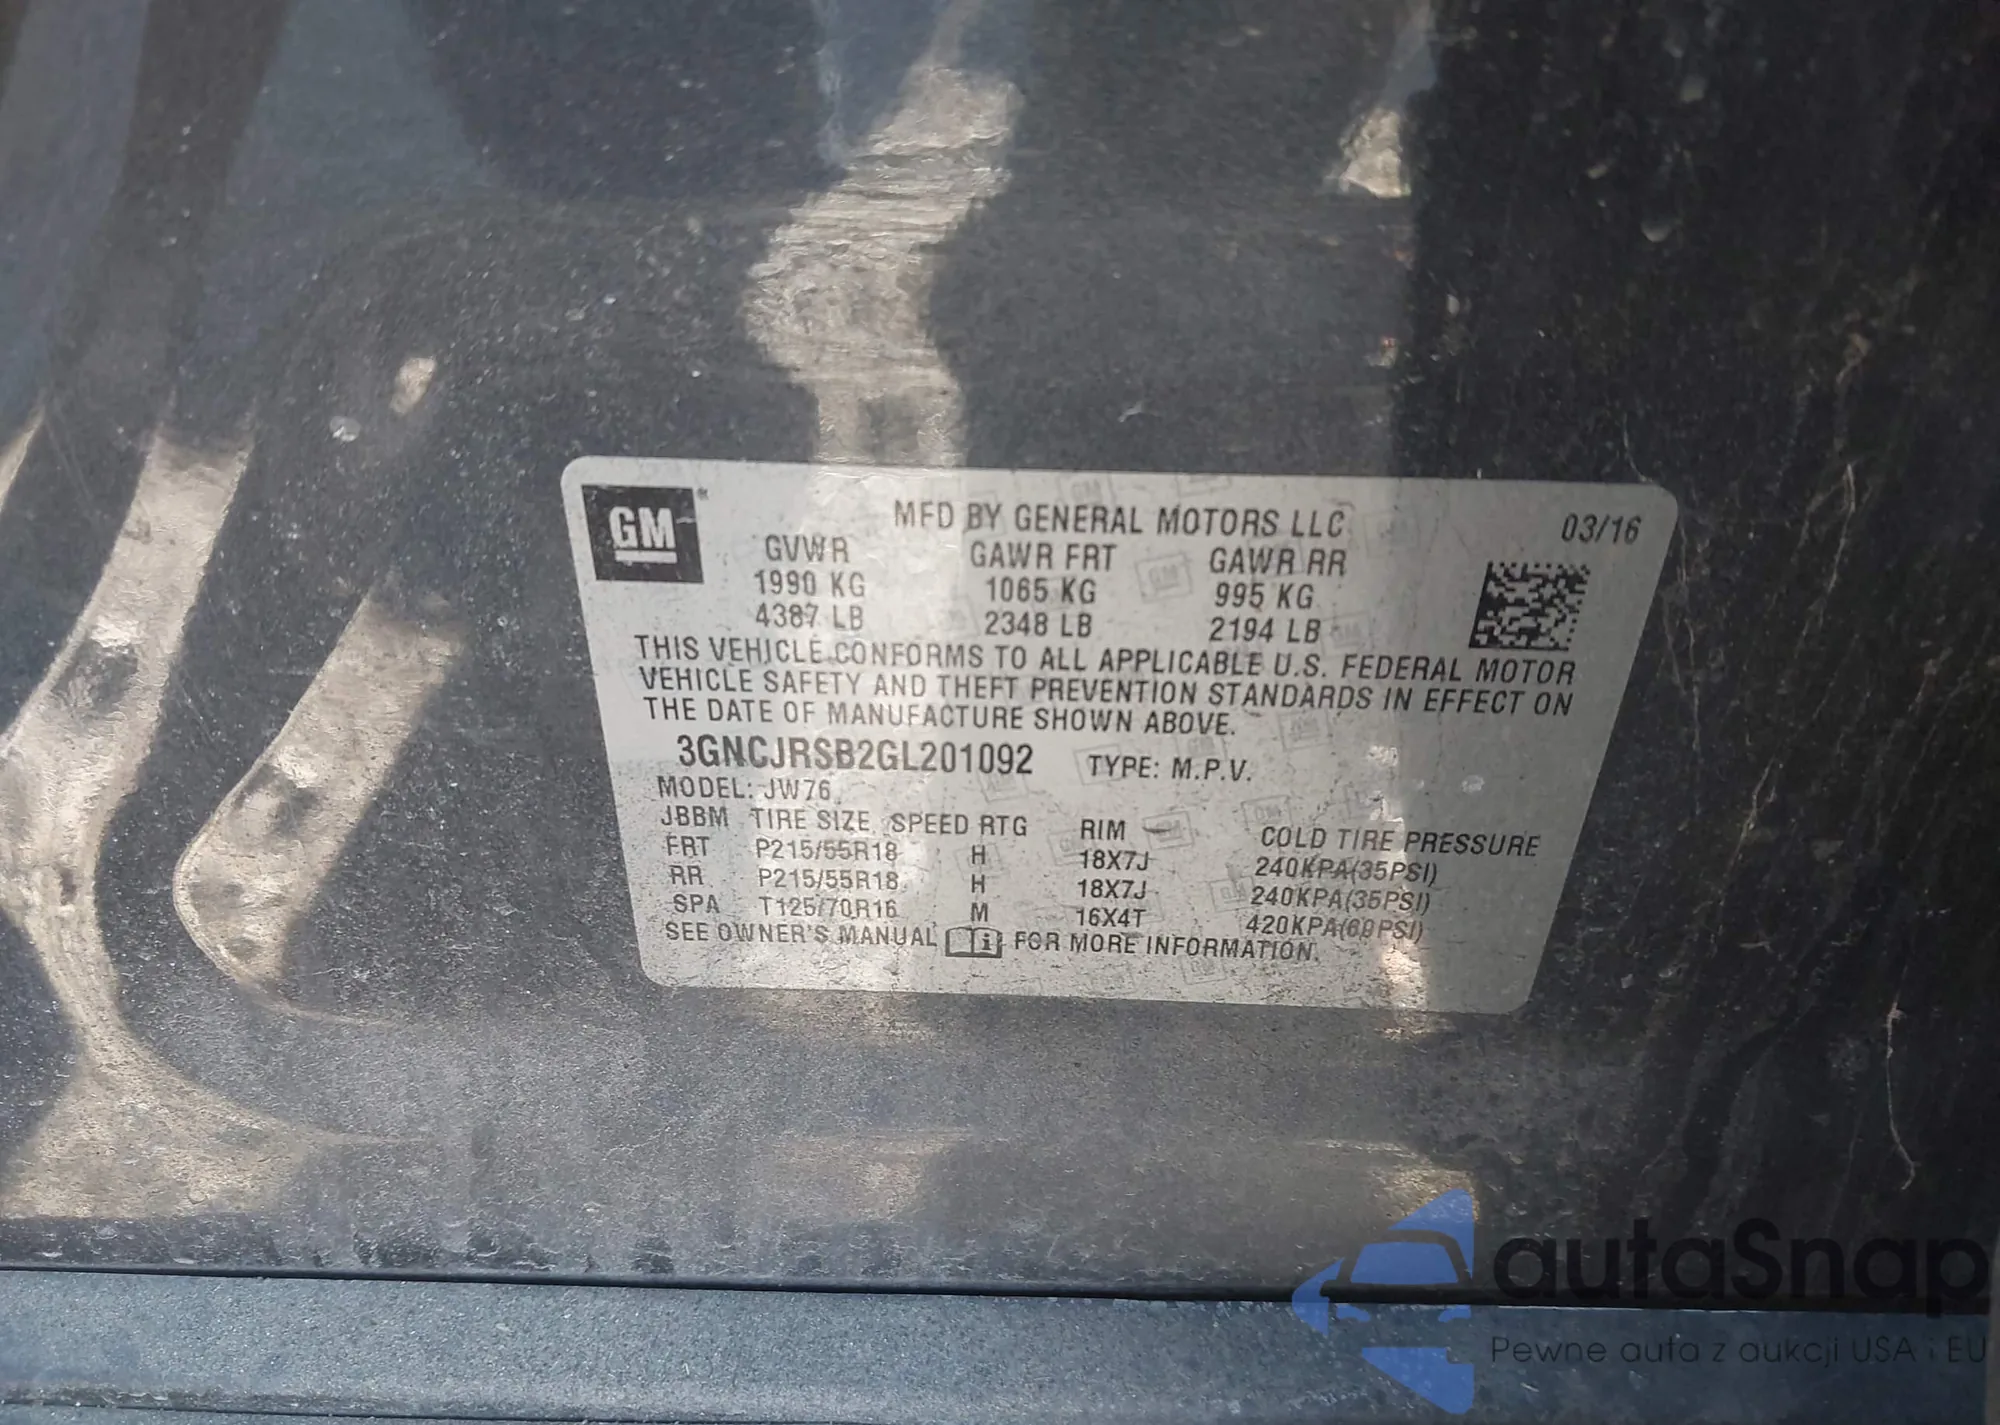 GM
MFD BY GENERAL MOTORS LLC 03/16
GVWR GAWR FRT GAWR RR
1990 KG 1065 KG 995 KG
4387 LB 2348 LB 2194 LB
THIS VEHICLE CONFORMS TO ALL APPLICABLE U.S. FEDERAL MOTOR
VEHICLE SAFETY AND THEFT PREVENTION STANDARDS IN EFFECT ON
THE DATE OF MANUFACTURE SHOWN ABOVE.
3GNCJRSB2GL201092 TYPE: M.P.V.
MODEL: JW76
JBBM TIRE SIZE SPEED RTG RIM COLD TIRE PRESSURE
FRT P215/55R18 H 18X7J 240KPA(35PSI)
RR P215/55R18 H 18X7J 240KPA(35PSI)
SPA T125/70R16 M 16X4T 420KPA(60PSI)
SEE OWNER'S MANUAL FOR MORE INFORMATION.
autaSnap
Pewne auta z aukcji USA i EU